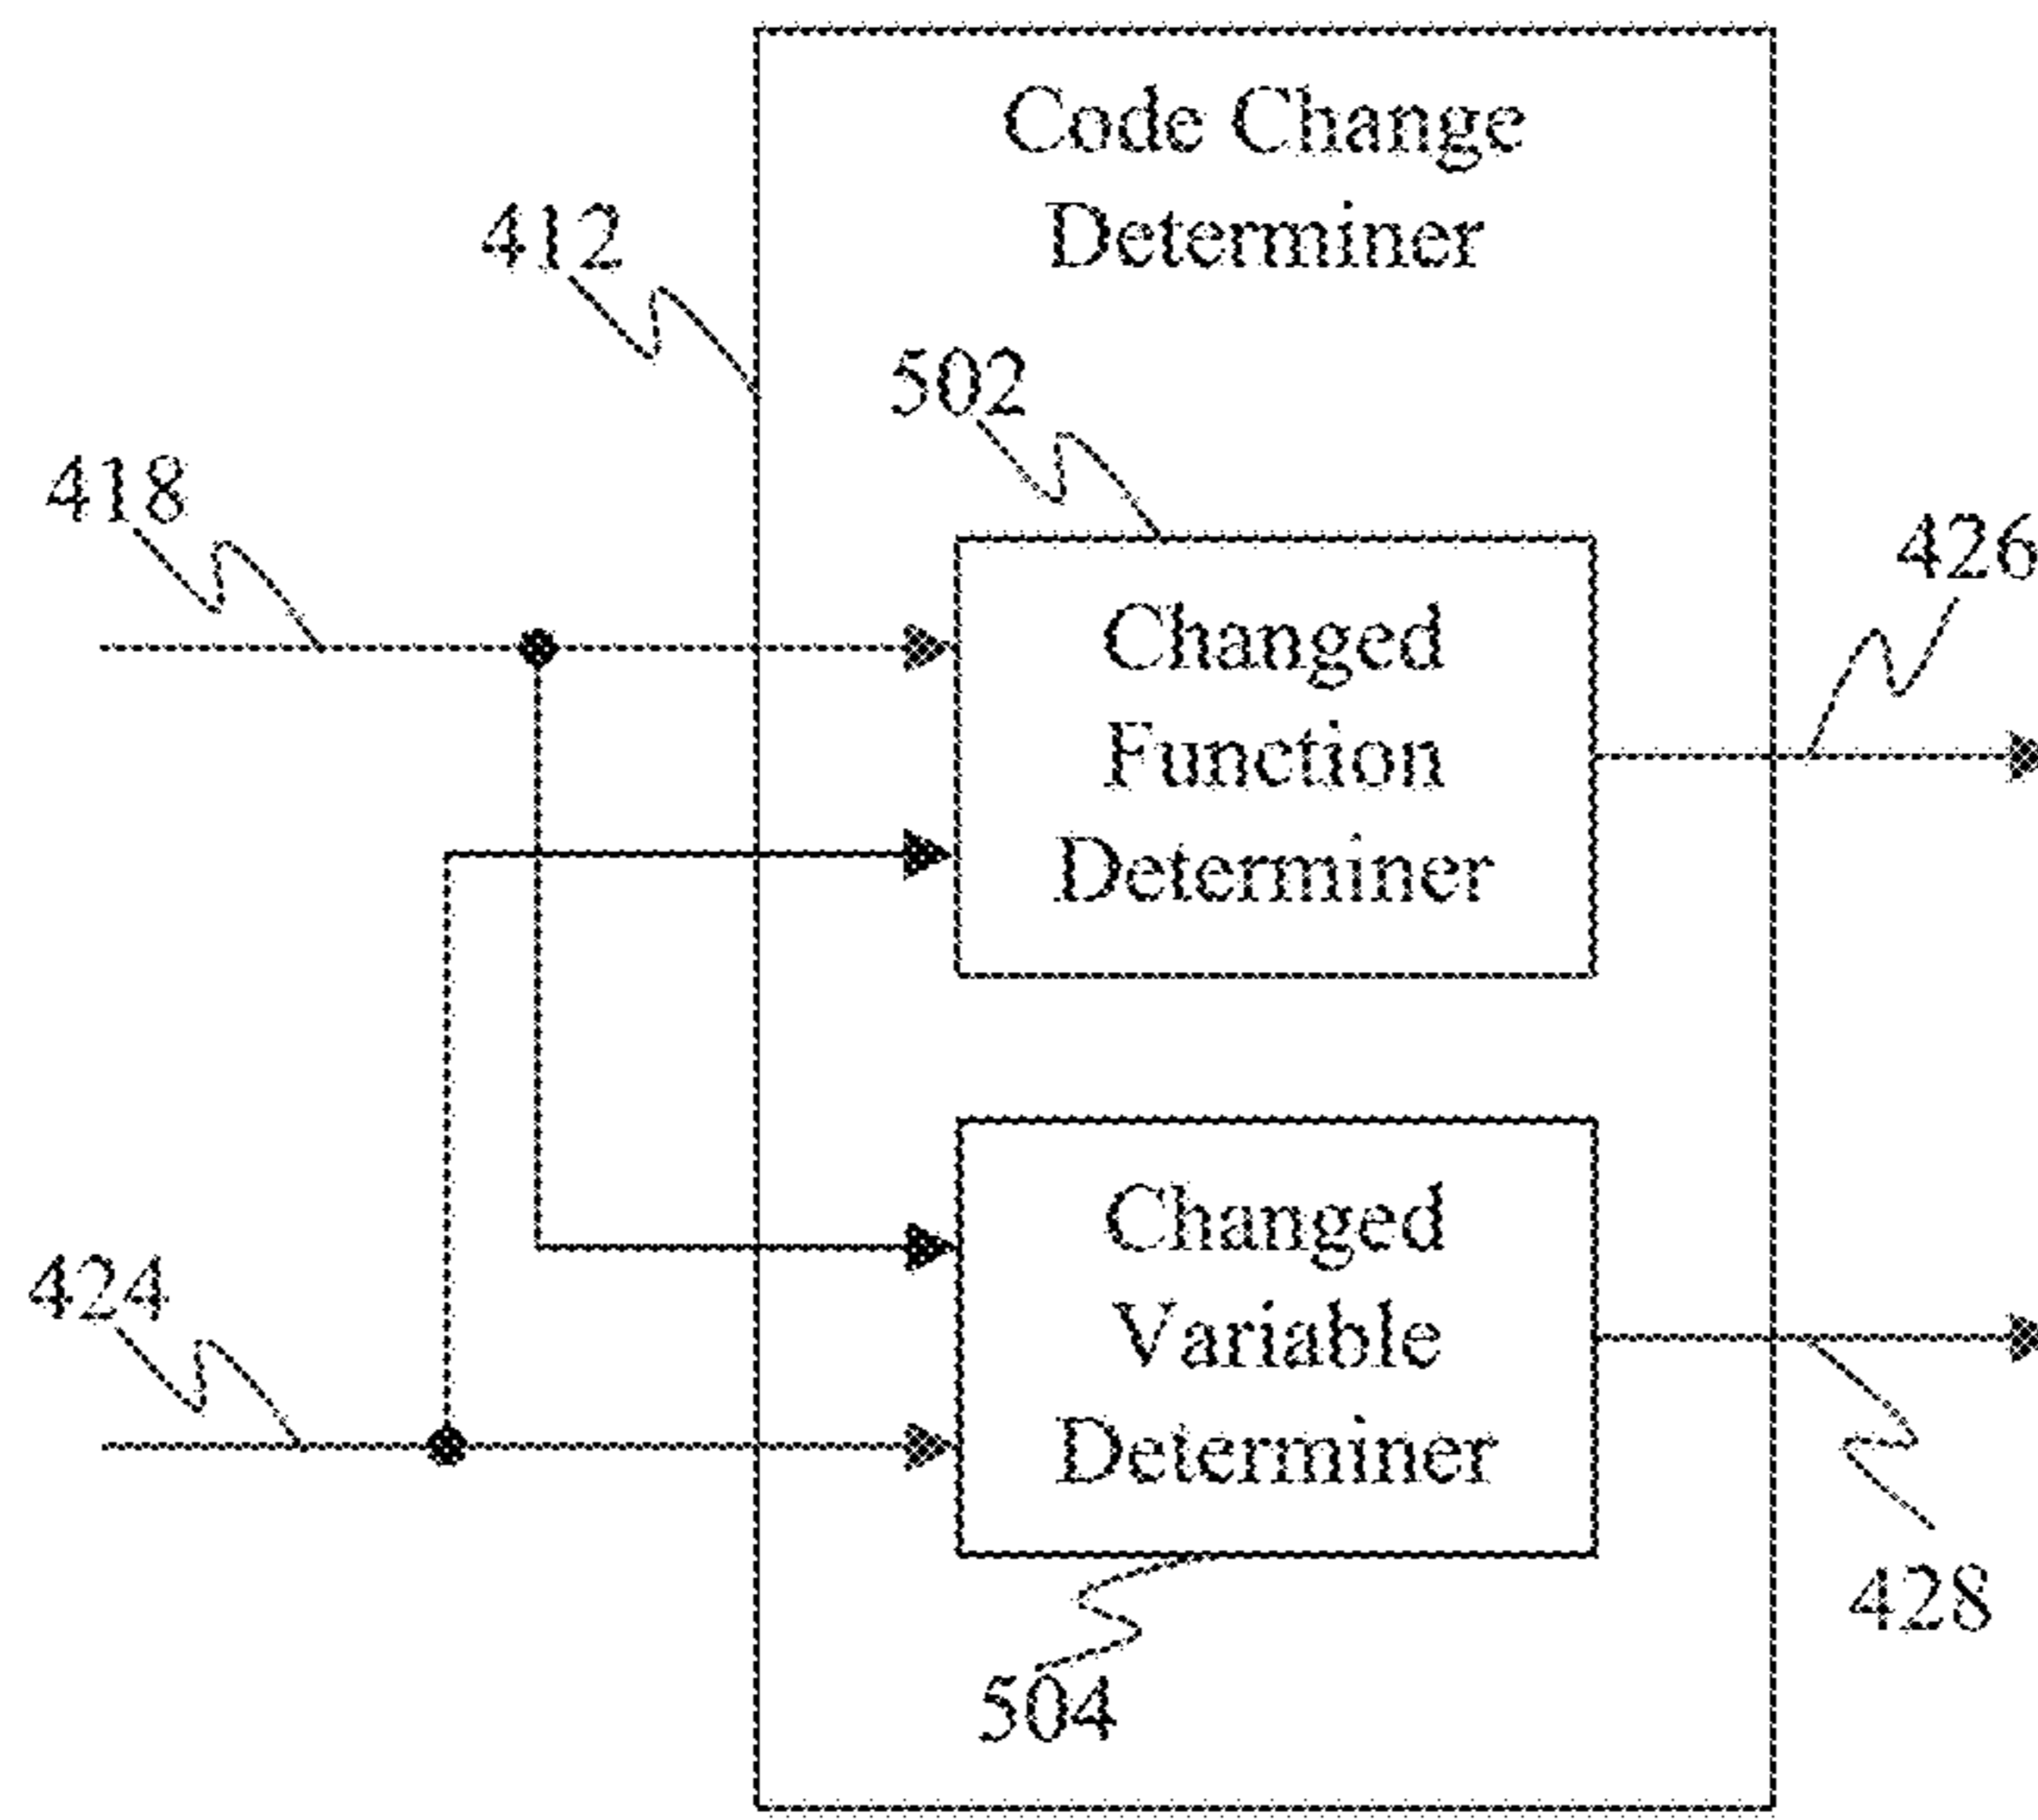 Code Change
Determiner
412
502
418
426
Changed
Function
Determiner
Changed
Variable
Determiner
424
428
504